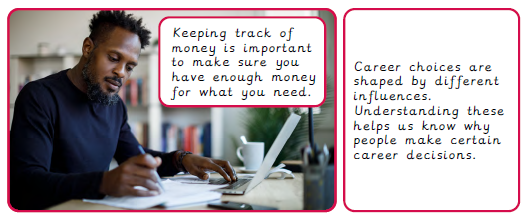 Keeping track of
money is important
to make sure you
have enough money
for what you need.
Career choices are
shaped by different
influences.
Understanding these
helps us know why
people make certain
career decisions.